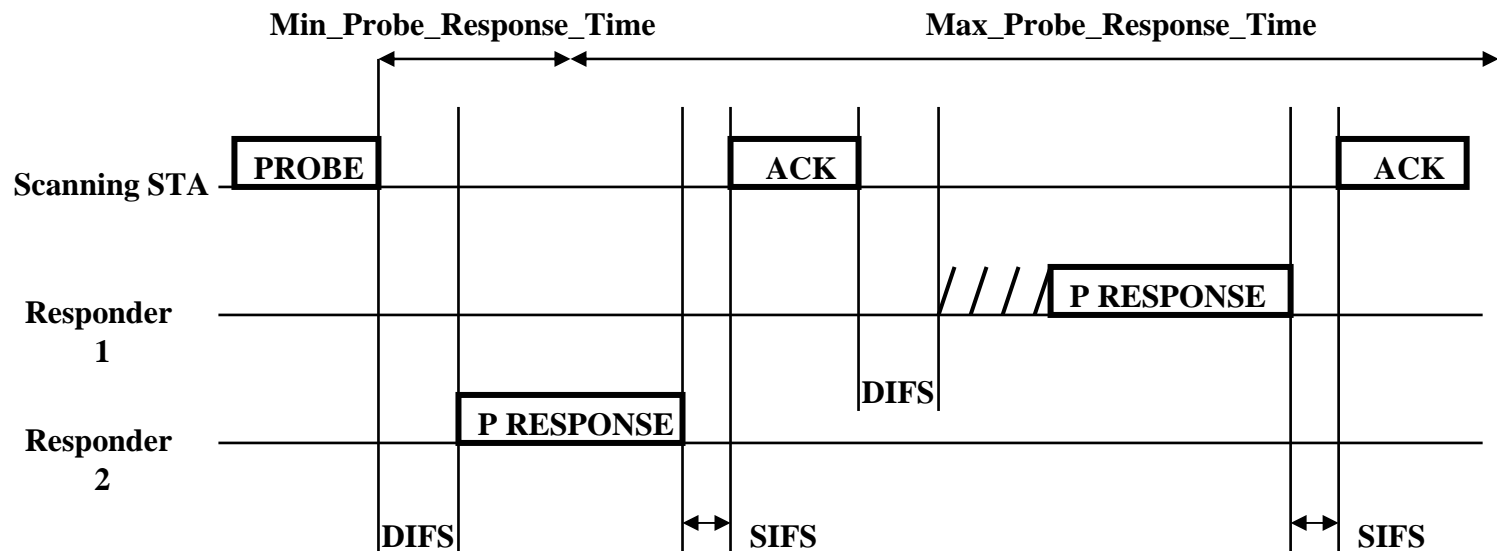 Min_Probe_Response_Time
Max_Probe_Response_Time
Scanning STA
PROBE
ACK
ACK
Responder
1
P RESPONSE
DIFS
Responder
2
P RESPONSE
DIFS
SIFS
SIFS